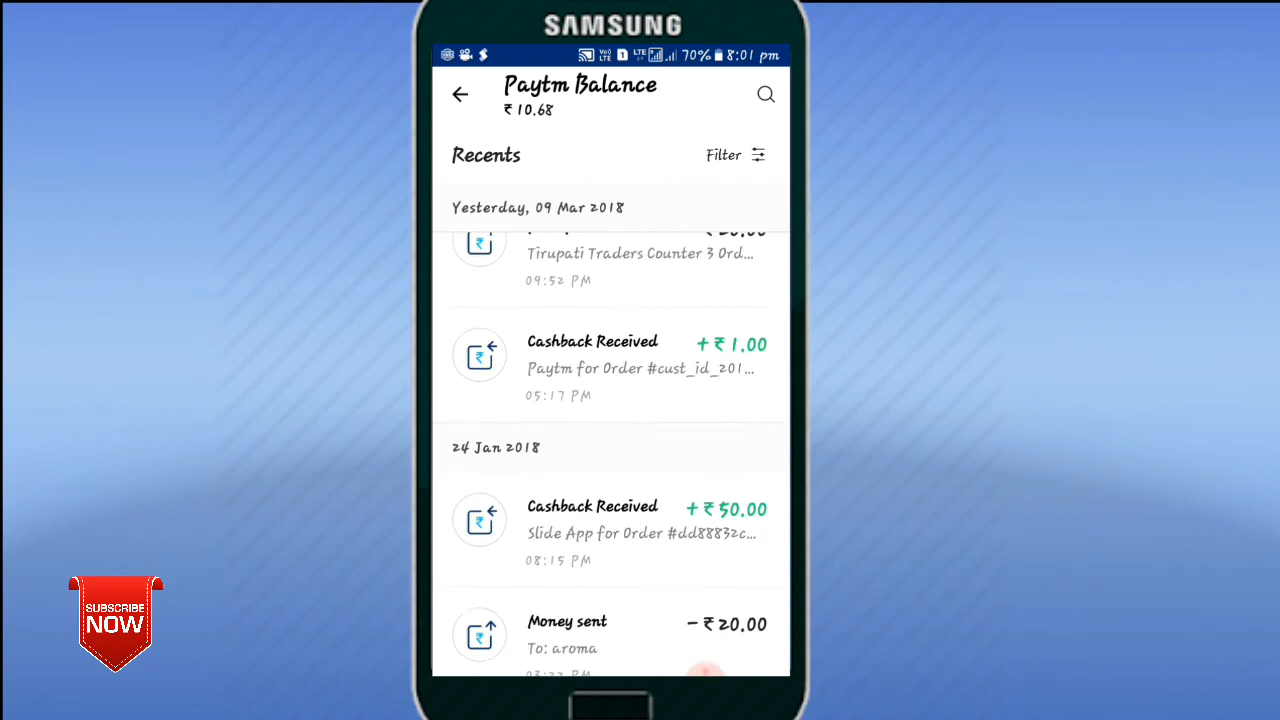 SAMSUNG
70% 8:01 pm
Paytm Balance
₹ 10.68
Recents
Filter
Yesterday, 09 Mar 2018
Tirupati Traders Counter 3 Ord...
09:52 PM
Cashback Received + ₹ 1.00
Paytm for Order #cust_id_201...
05:17 PM
24 Jan 2018
Cashback Received + ₹ 50.00
Slide App for Order #dd88832c...
08:15 PM
Money sent - ₹ 20.00
To: aroma
SUBSCRIBE
NOW